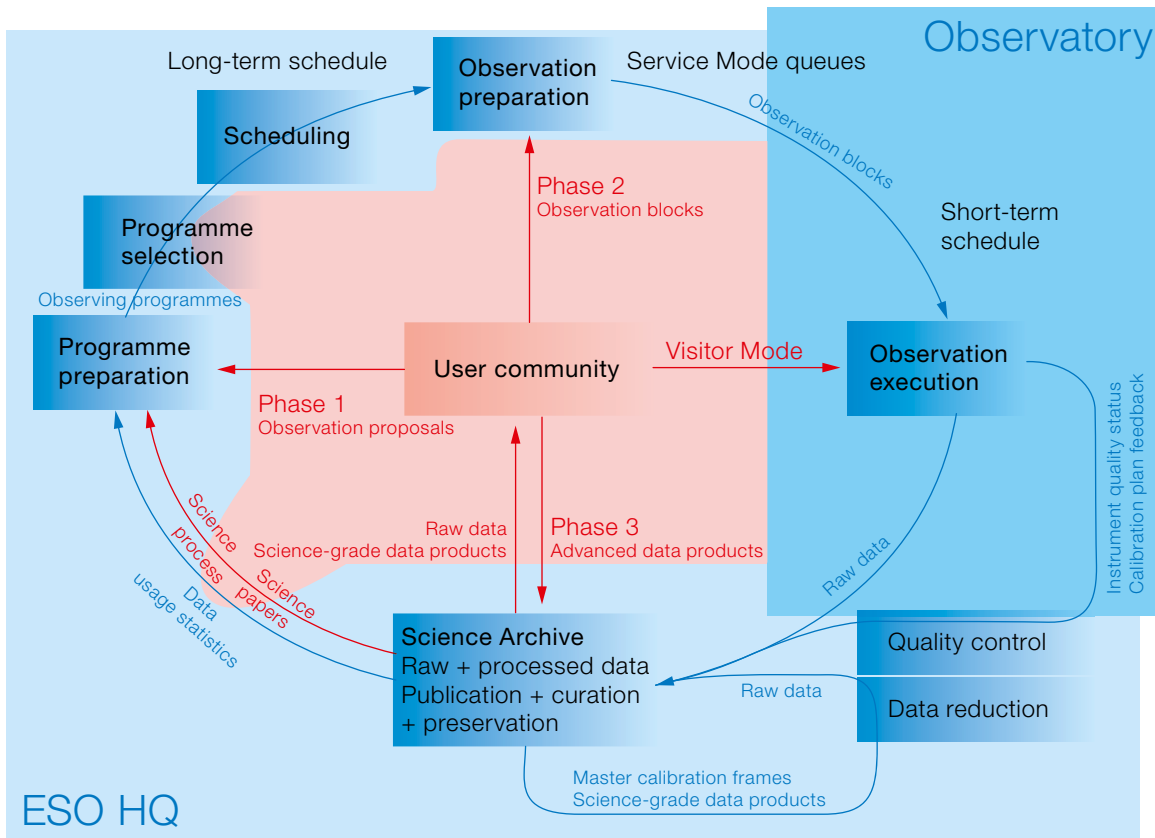 Observatory
Long-term schedule
Observation
preparation
Service Mode queues
Observation blocks
Scheduling
Phase 2
Observation blocks
Short-term
schedule
Programme
selection
Observing programmes
Programme
preparation
User community
Visitor Mode
Observation
execution
Phase 1
Observation proposals
Instrument quality status
Calibration plan feedback
Raw data
Science-grade data products
Phase 3
Advanced data products
Raw data
Science
process
Science
papers
Data
usage statistics
Science Archive
Raw + processed data
Publication + curation
+ preservation
Quality control
Raw data
Data reduction
Master calibration frames
Science-grade data products
ESO HQ